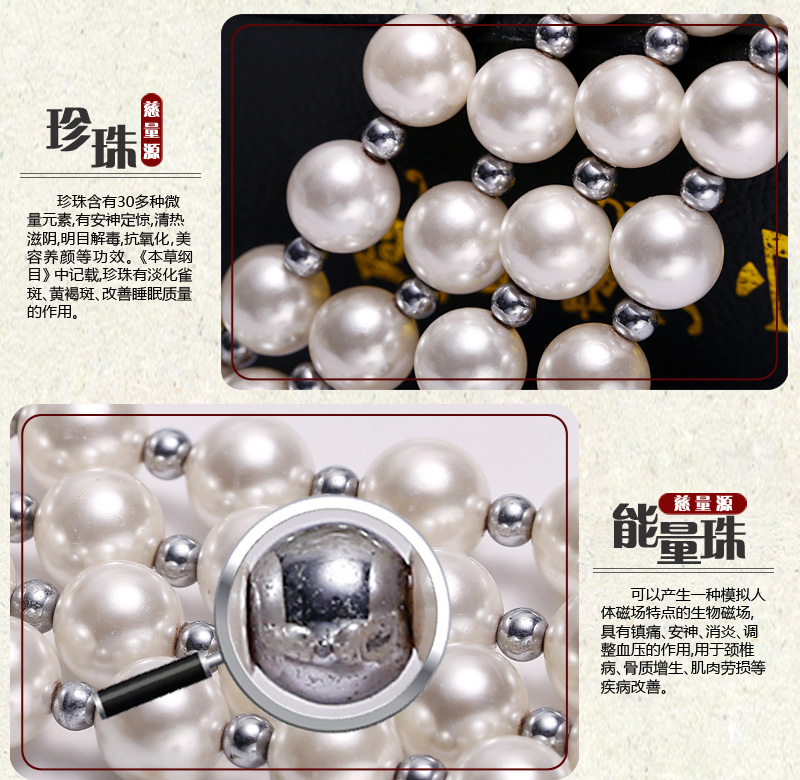 珍珠
慈量源
珍珠含有30多种微
量元素,有安神定惊,清热
滋阴,明目解毒,抗氧化,美
容养颜等功效。《本草纲
目》中记载,珍珠有淡化雀
斑、黄褐斑、改善睡眠质量
的作用。
慈量源
能量珠
可以产生一种模拟人
体磁场特点的生物磁场,
具有镇痛、安神、消炎、调
整血压的作用,用于颈椎
病、骨质增生、肌肉劳损等
疾病改善。